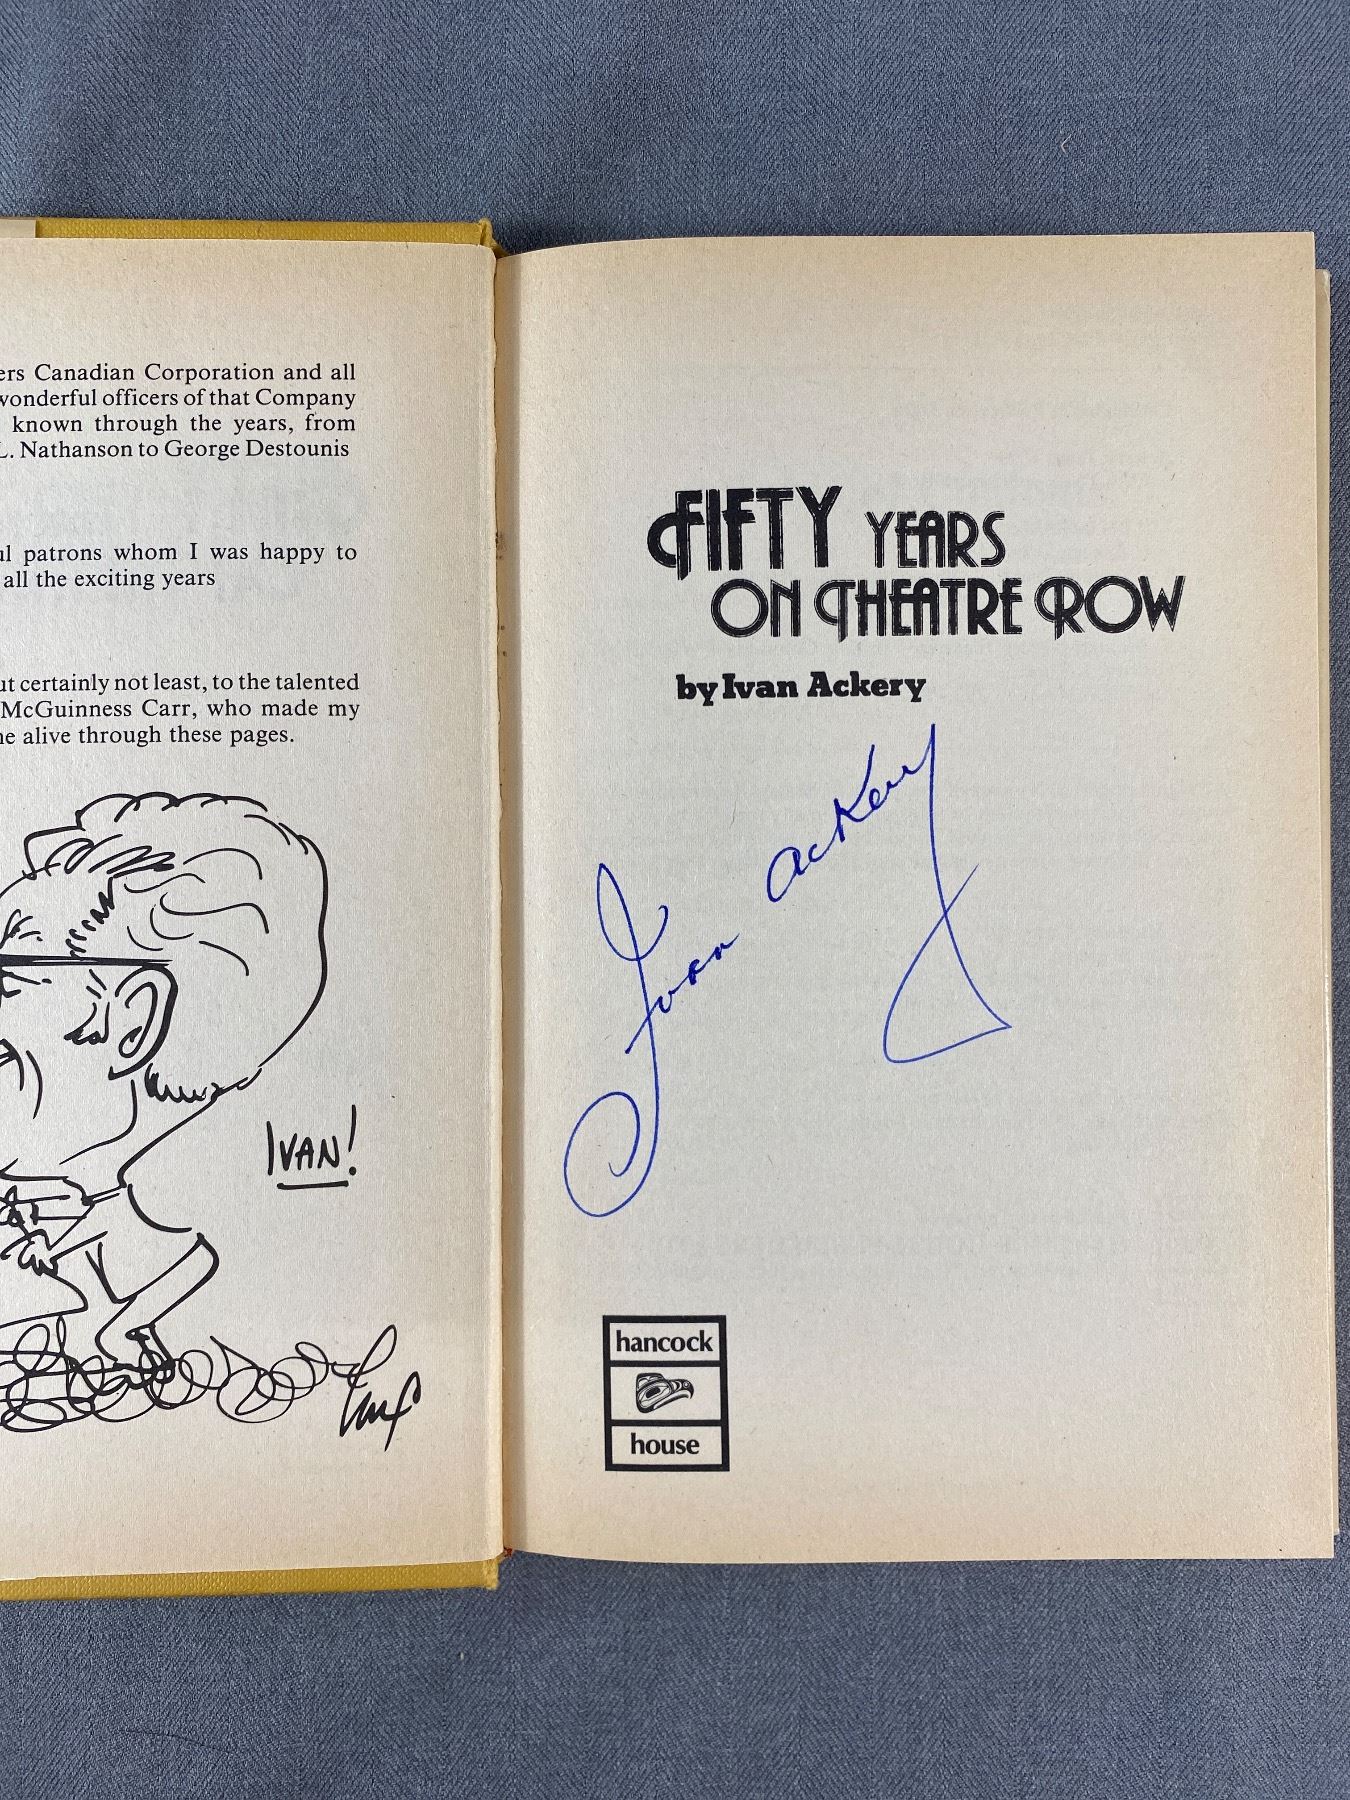 ers Canadian Corporation and all
wonderful officers of that Company
known through the years, from
L. Nathanson to George Destounis
ul patrons whom I was happy to
all the exciting years
ut certainly not least, to the talented
McGuinness Carr, who made my
ne alive through these pages.
IVAN!
FIFTY YEARS
ON THEATRE ROW
by Ivan Ackery
Ivan Ackery
hancock
house